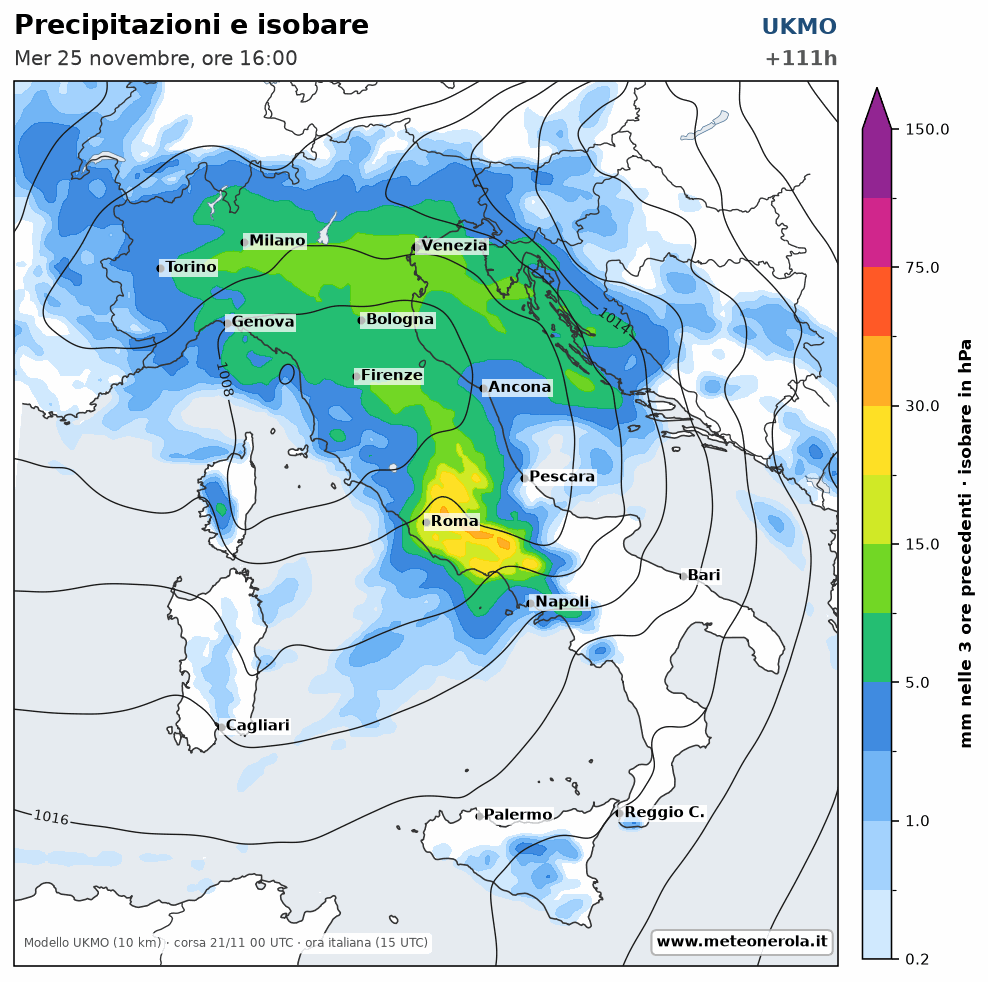 Precipitazioni e isobare
UKMO
Mer 25 novembre, ore 16:00
+111h
150.0
75.0
30.0
15.0
5.0
1.0
0.2
mm nelle 3 ore precedenti · isobare in hPa
Milano
Venezia
Torino
Genova
Bologna
1014
Firenze
1008
Ancona
Pescara
Roma
Bari
Napoli
Cagliari
1016
Palermo
Reggio C.
Modello UKMO (10 km) · corsa 21/11 00 UTC · ora italiana (15 UTC)
www.meteonerola.it